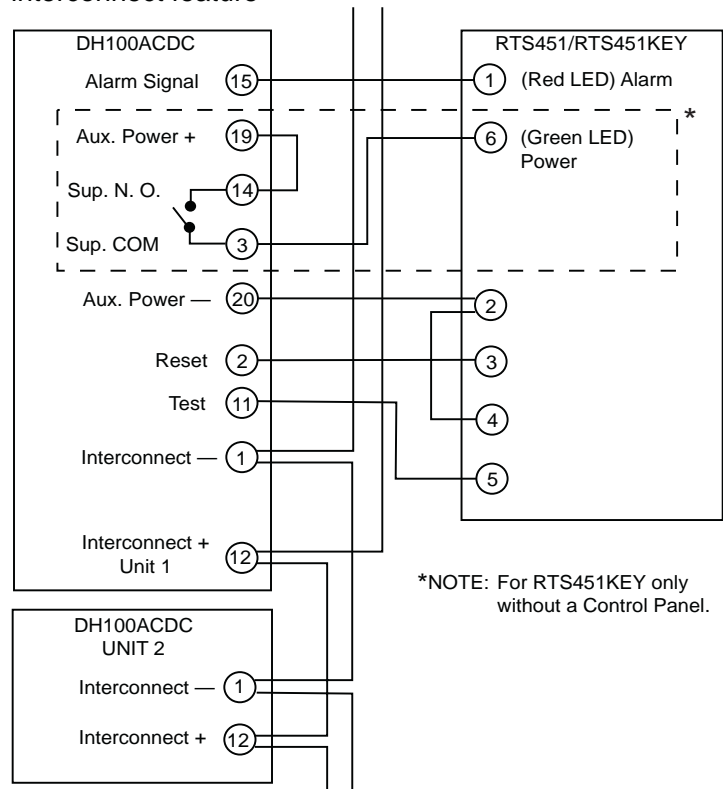 interconnect feature
DH100ACDC
Alarm Signal 15
Aux. Power + 19
Sup. N. O. 14
Sup. COM 3
Aux. Power — 20
Reset 2
Test 11
Interconnect — 1
Interconnect + 12
Unit 1
RTS451/RTS451KEY
1 (Red LED) Alarm
*
6 (Green LED)
Power
2
3
4
5
*NOTE: For RTS451KEY only
without a Control Panel.
DH100ACDC
UNIT 2
Interconnect — 1
Interconnect + 12